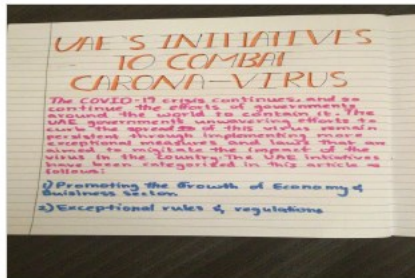 UAE'S INITIATIVES
TO COMBAT
CARONA-VIRUS
The COVID-19 crisis continues, and so
continue the efforts of governments
around the world to contain it. The
UAE governments unwavering efforts to
curb the spread of this virus remain
persistent through implementing more
exceptional measures and laws that are
aimed to mitigate the impact of the
virus in the country. The UAE initiatives
have been categorized in this article as
follows:
1) Promoting the Growth of Economy &
Buisiness sector
2) Exceptional rules & regulations